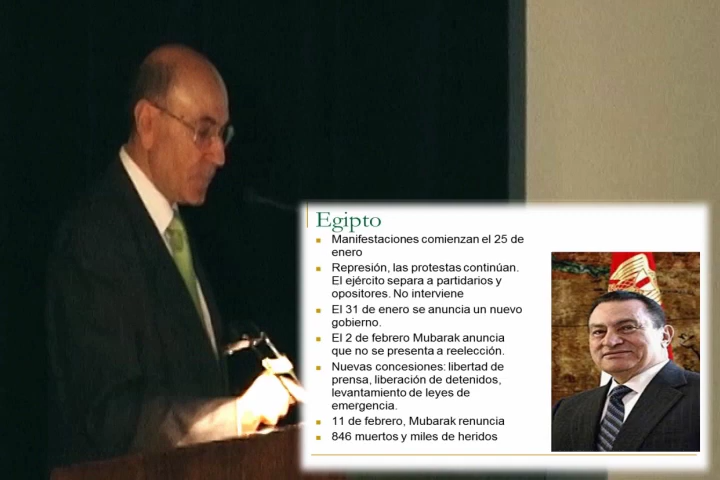 Egipto
Manifestaciones comienzan el 25 de
enero
Represión, las protestas continúan.
El ejército separa a partidarios y
opositores. No interviene
El 31 de enero se anuncia un nuevo
gobierno.
El 2 de febrero Mubarak anuncia
que no se presenta a reelección.
Nuevas concesiones: libertad de
prensa, liberación de detenidos,
levantamiento de leyes de
emergencia.
11 de febrero, Mubarak renuncia
846 muertos y miles de heridos